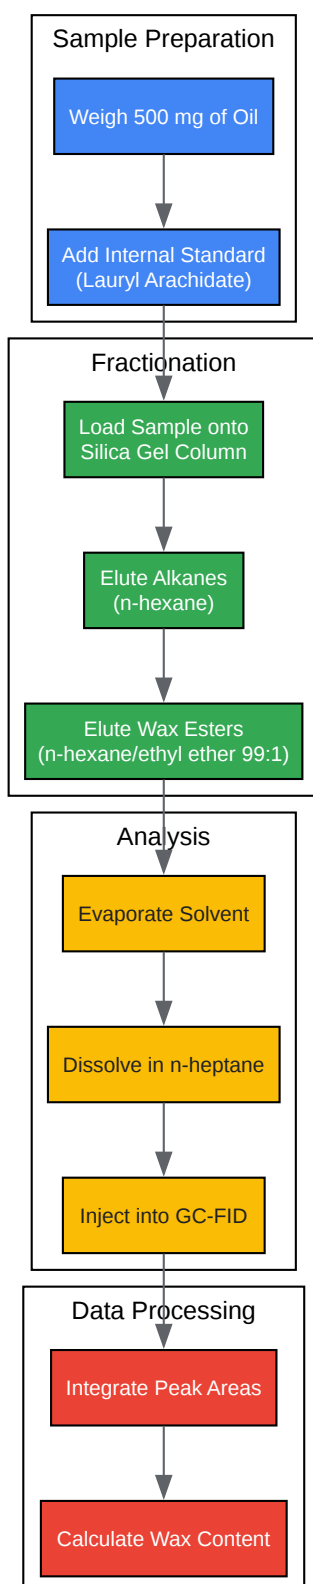 Sample Preparation
Weigh 500 mg of Oil
Add Internal Standard
(Lauryl Arachidate)
Fractionation
Load Sample onto
Silica Gel Column
Elute Alkanes
(n-hexane)
Elute Wax Esters
(n-hexane/ethyl ether 99:1)
Analysis
Evaporate Solvent
Dissolve in n-heptane
Inject into GC-FID
Data Processing
Integrate Peak Areas
Calculate Wax Content